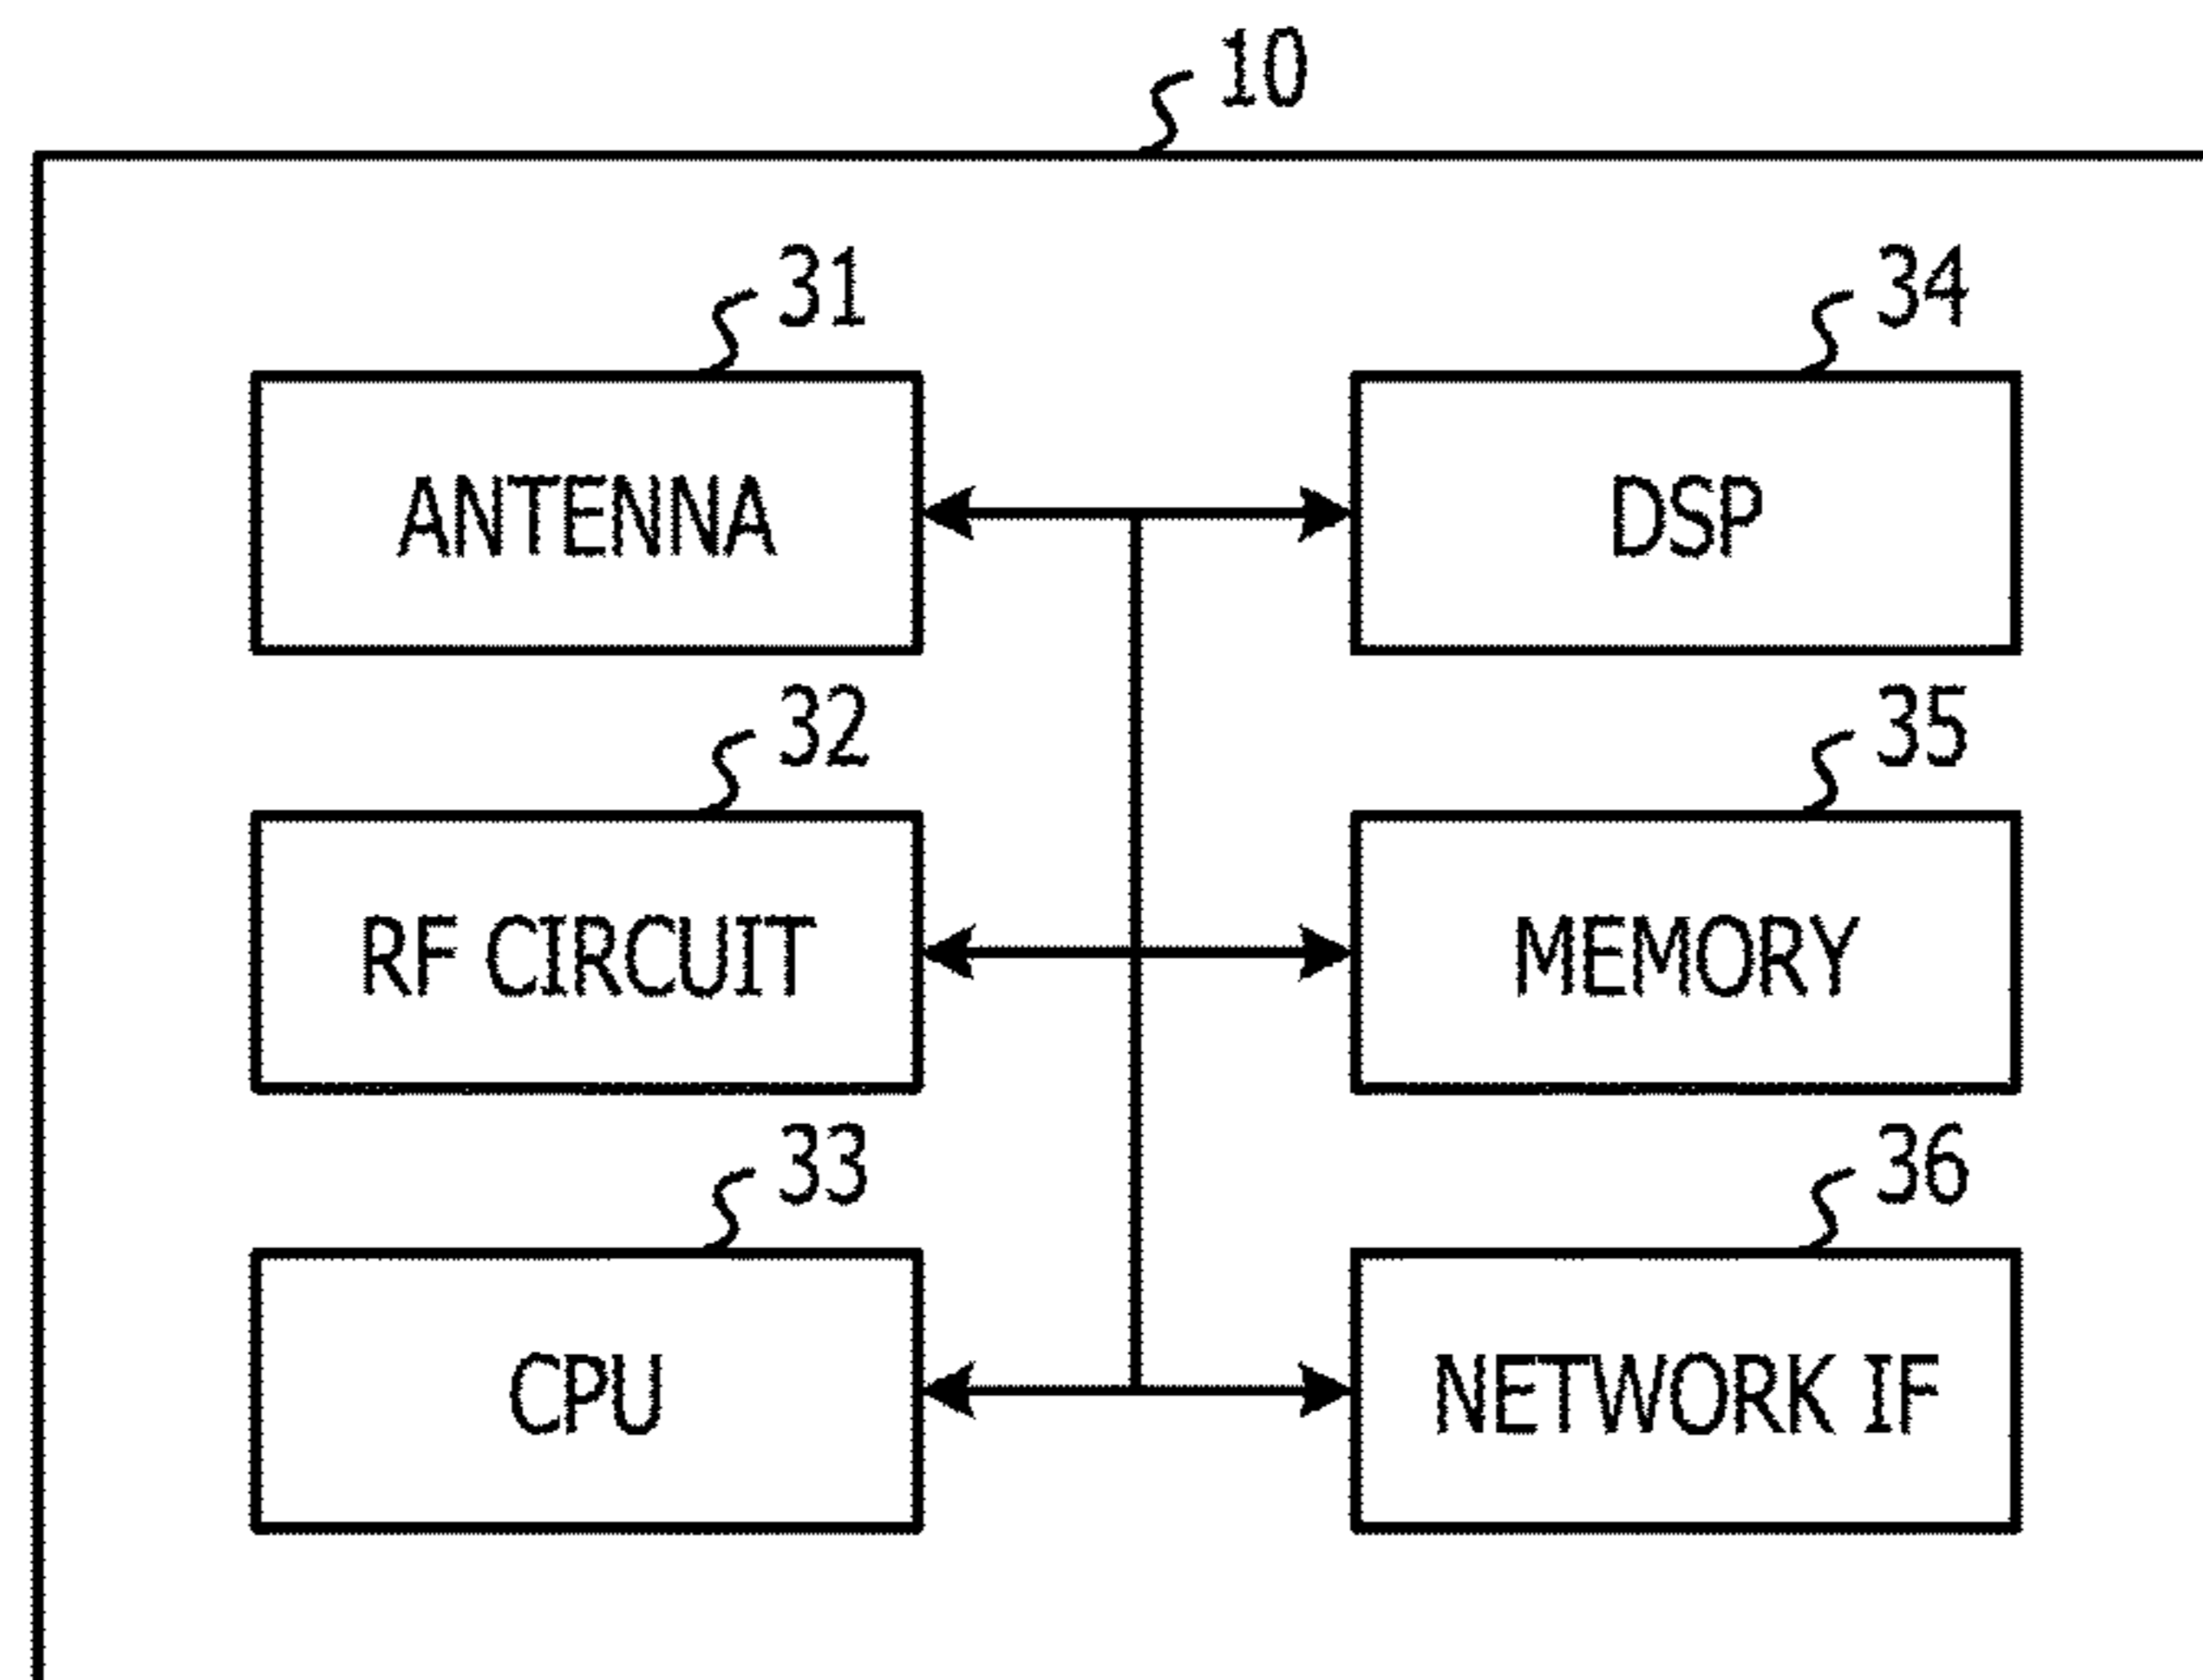 10
31
34
ANTENNA
DSP
32
35
RF CIRCUIT
MEMORY
33
36
CPU
NETWORK IF